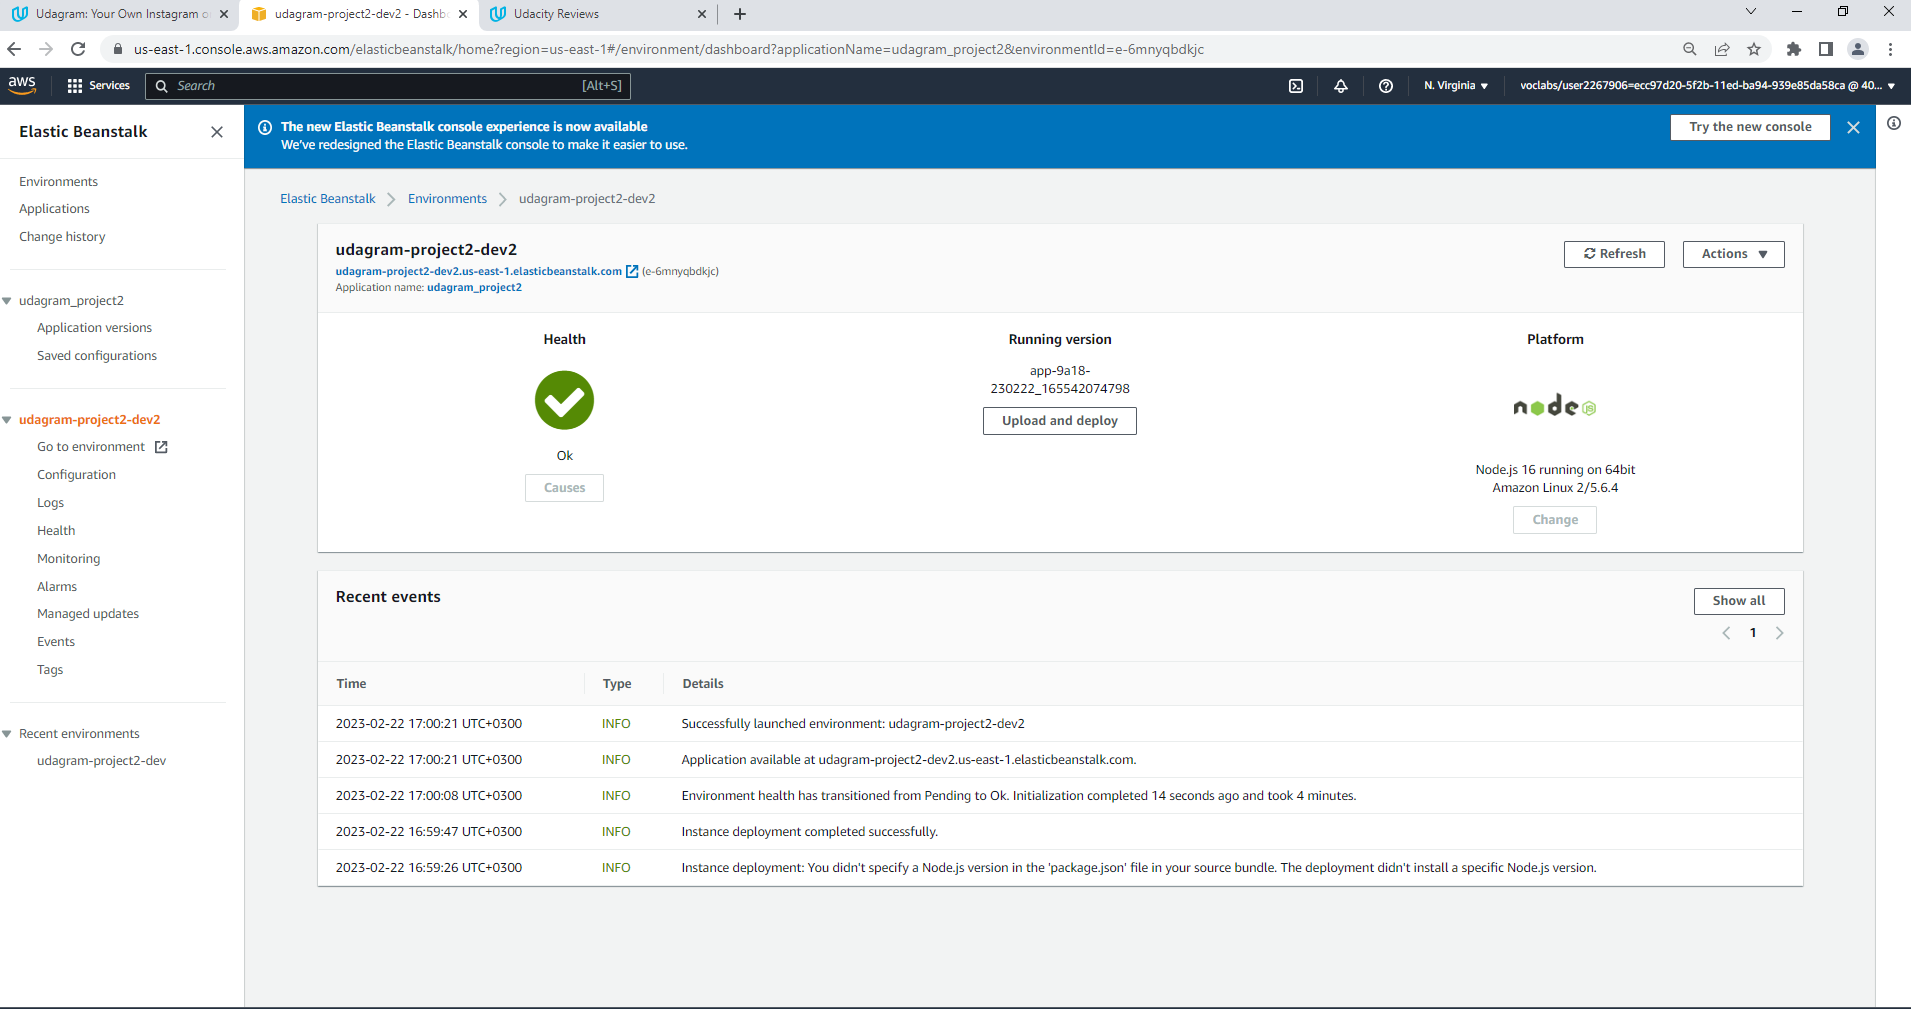 Udagram: Your Own Instagram o
udagram-project2-dev2 - Dashb
Udacity Reviews
us-east-1.console.aws.amazon.com/elasticbeanstalk/home?region=us-east-1#/environment/dashboard?applicationName=udagram_project2&environmentId=e-6mnyqbdkjc
aws
Services
Search
[Alt+S]
N. Virginia
voclabs/user2267906=ecc97d20-5f2b-11ed-ba94-939e85da58ca @ 40...
Elastic Beanstalk
Environments
Applications
Change history
udagram_project2
Application versions
Saved configurations
udagram-project2-dev2
Go to environment
Configuration
Logs
Health
Monitoring
Alarms
Managed updates
Events
Tags
Recent environments
udagram-project2-dev
The new Elastic Beanstalk console experience is now available
We've redesigned the Elastic Beanstalk console to make it easier to use.
Try the new console
Elastic Beanstalk
Environments
udagram-project2-dev2
udagram-project2-dev2
udagram-project2-dev2.us-east-1.elasticbeanstalk.com (e-6mnyqbdkjc)
Application name: udagram_project2
Refresh
Actions
Health
Ok
Causes
Running version
app-9a18-
230222_165542074798
Upload and deploy
Platform
node JS
Node.js 16 running on 64bit
Amazon Linux 2/5.6.4
Change
Recent events
Show all
1
Time Type Details
2023-02-22 17:00:21 UTC+0300 INFO Successfully launched environment: udagram-project2-dev2
2023-02-22 17:00:21 UTC+0300 INFO Application available at udagram-project2-dev2.us-east-1.elasticbeanstalk.com.
2023-02-22 17:00:08 UTC+0300 INFO Environment health has transitioned from Pending to Ok. Initialization completed 14 seconds ago and took 4 minutes.
2023-02-22 16:59:47 UTC+0300 INFO Instance deployment completed successfully.
2023-02-22 16:59:26 UTC+0300 INFO Instance deployment: You didn't specify a Node.js version in the 'package.json' file in your source bundle. The deployment didn't install a specific Node.js version.